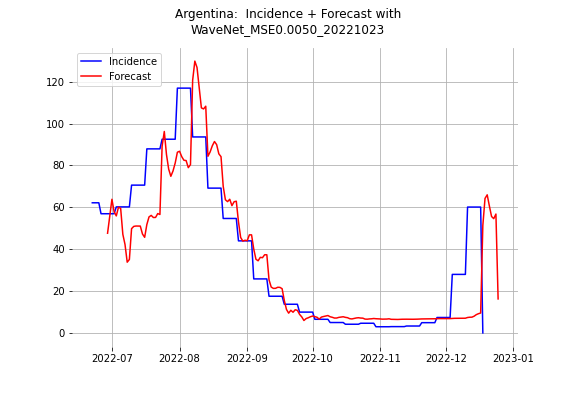 Argentina:  Incidence + Forecast with
WaveNet_MSE0.0050_20221023
Incidence
Forecast
120
100
80
60
40
20
0
2022-07 2022-08 2022-09 2022-10 2022-11 2022-12 2023-01